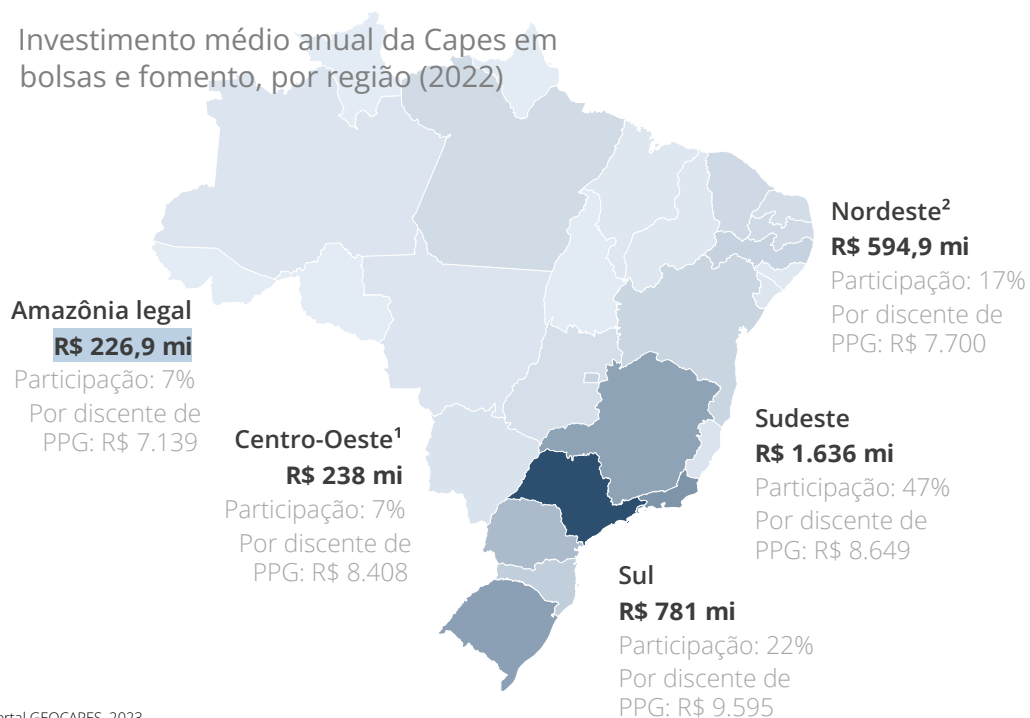 Investimento médio anual da Capes em
bolsas e fomento, por região (2022)
Nordeste²
R$ 594,9 mi
Participação: 17%
Por discente de
PPG: R$ 7.700
Amazônia legal
R$ 226,9 mi
Participação: 7%
Por discente de
PPG: R$ 7.139
Centro-Oeste¹
R$ 238 mi
Participação: 7%
Por discente de
PPG: R$ 8.408
Sudeste
R$ 1.636 mi
Participação: 47%
Por discente de
PPG: R$ 8.649
Sul
R$ 781 mi
Participação: 22%
Por discente de
PPG: R$ 9.595
GEOCAPES, 2023